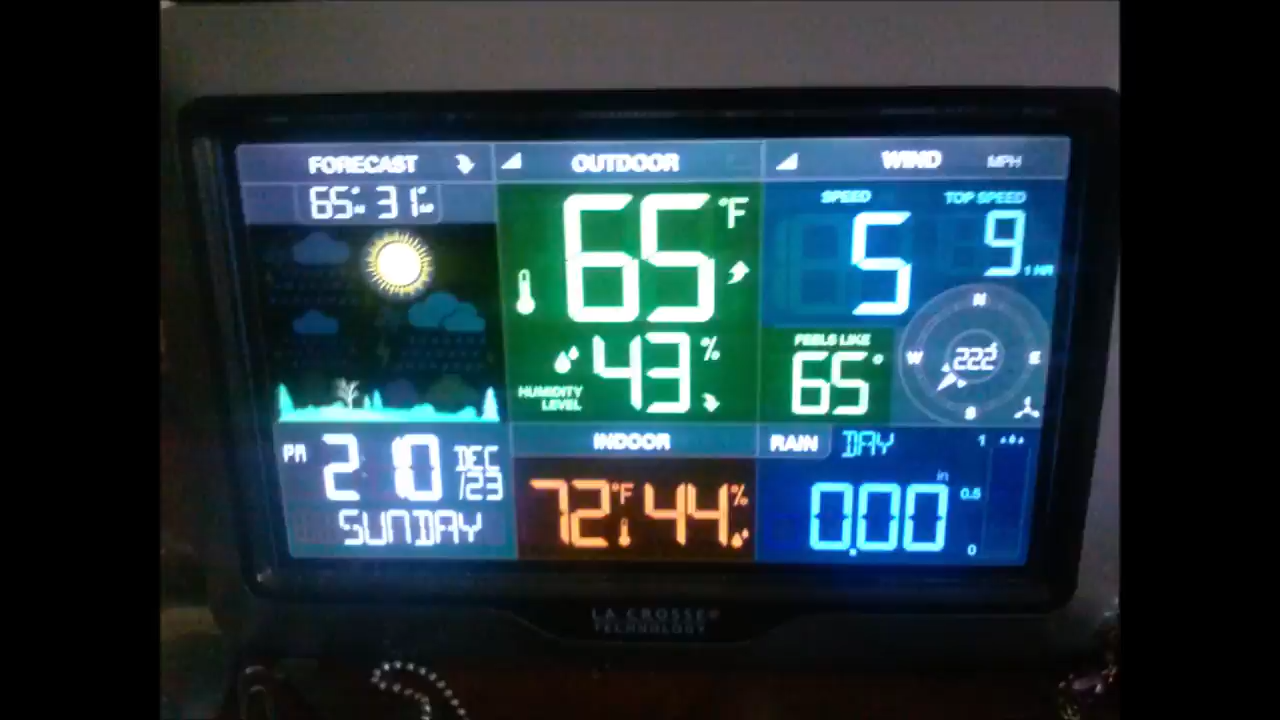 FORECAST
65° 31°
PM 2:10 DEC /23
SUNDAY
OUTDOOR
65 °F
43 %
HUMIDITY
LEVEL
INDOOR
72 °F 44 %
WIND MPH
SPEED TOP SPEED
5 9 1 HR
FEELS LIKE
65°
N
W 222° E
S
RAIN DAY
0.00 in
1
0.5
0
LA CROSSE®
TECHNOLOGY